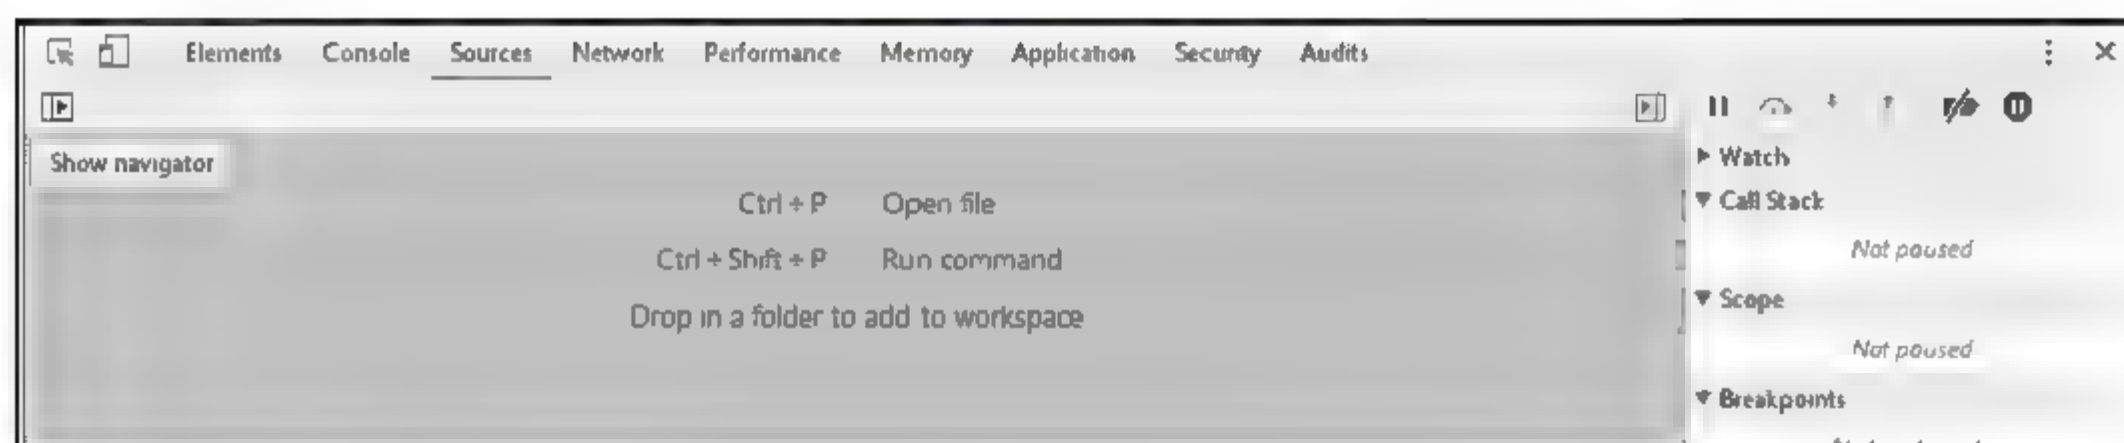 Elements Console Sources Network Performance Memory Application Security Audits
Show navigator
Ctrl + P Open file
Ctrl + Shift + P Run command
Drop in a folder to add to workspace
Watch
Call Stack
Not paused
Scope
Not paused
Breakpoints